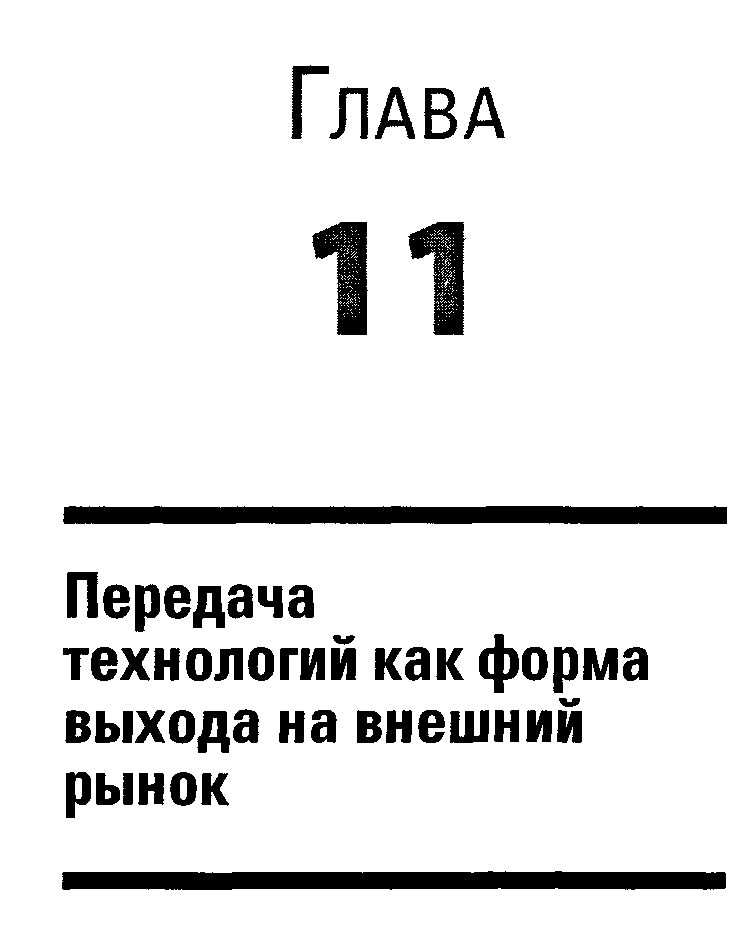 Глава
11
Передача
технологий как форма
выхода на внешний
рынок